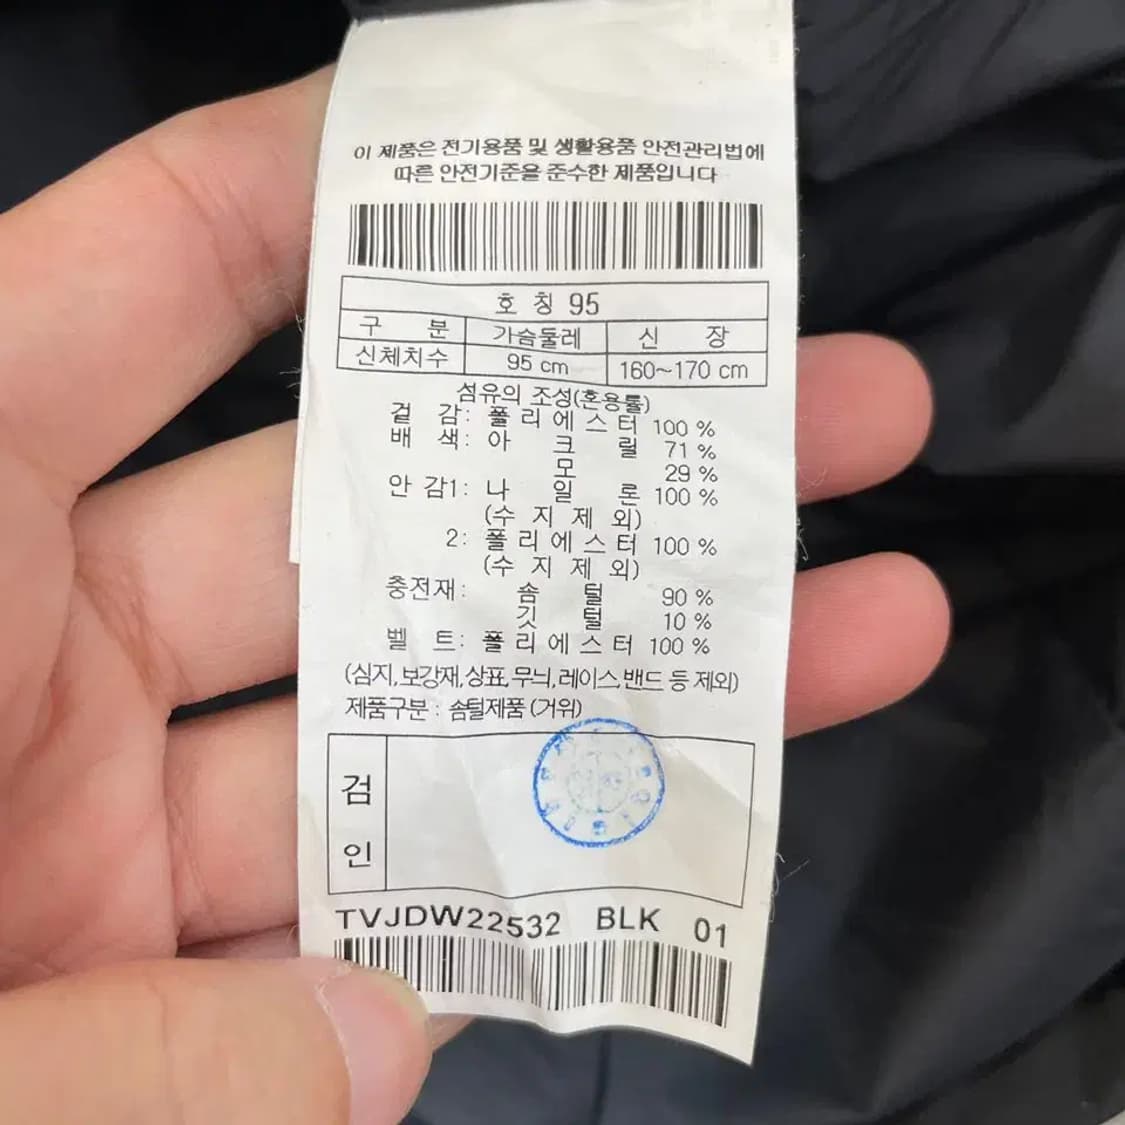 이 제품은 전기용품 및 생활용품 안전관리법에
따른 안전기준을 준수한 제품입니다
호 칭 95
구 분 가슴둘레 신 장
신체치수 95 cm 160~170 cm
섬유의 조성(혼용률)
겉 감: 폴 리 에 스 터 100 %
배 색: 아 크 릴 71 %
모 29 %
안 감1: 나 일 론 100 %
(수 지 제 외)
2: 폴 리 에 스 터 100 %
(수 지 제 외)
충전재: 솜 털 90 %
깃 털 10 %
벨 트: 폴 리 에 스 터 100 %
(심지,보강재,상표,무늬,레이스,밴드 등 제외)
제품구분 : 솜털제품 (거위)
검
인
TVJDW22532 BLK 01